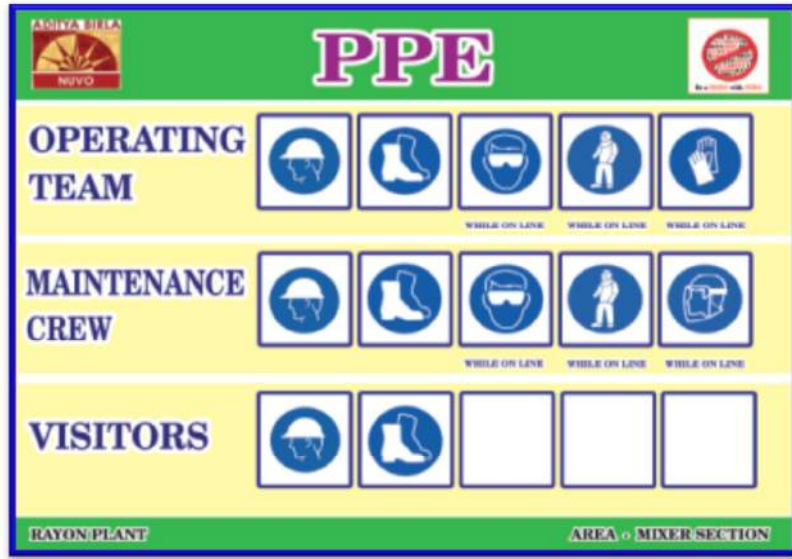 ADITYA BIRLA
NUVO
PPE
OPERATING
TEAM
WHILE ON LINE
WHILE ON LINE
WHILE ON LINE
MAINTENANCE
CREW
WHILE ON LINE
WHILE ON LINE
WHILE ON LINE
VISITORS
RAYON PLANT
AREA - MIXER SECTION